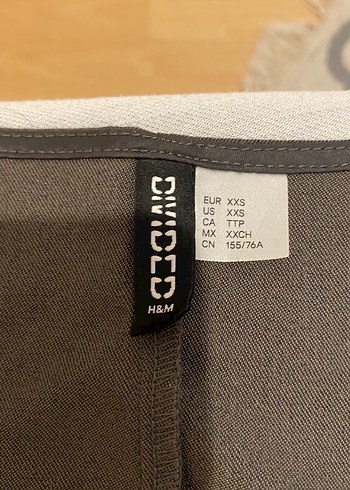 DIVIDED
H&M
EUR XXS
US XXS
CA TTP
MX XXCH
CN 155/76A